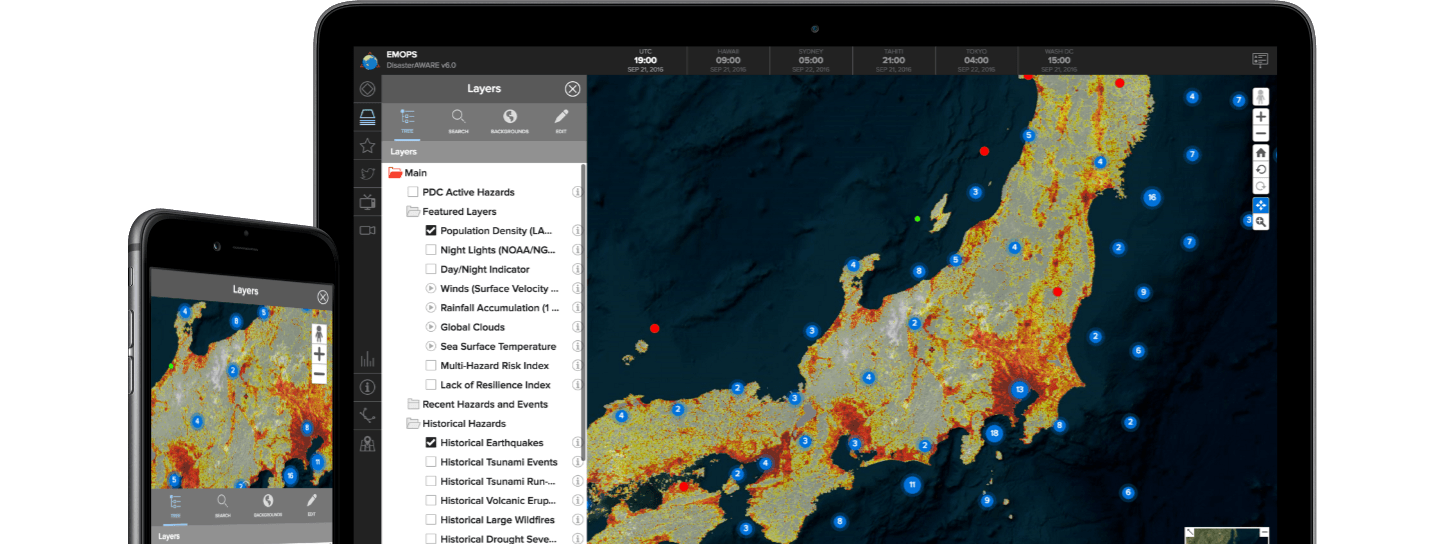 EMOPS
DisasterAWARE v6.0
UTC
19:00
SEP 21, 2016
HAWAII
09:00
SEP 21, 2016
SYDNEY
05:00
SEP 22, 2016
TAHITI
21:00
SEP 21, 2016
TOKYO
04:00
SEP 22, 2016
WASH DC
15:00
SEP 21, 2016
Layers
TREE
SEARCH
BACKGROUNDS
EDIT
Layers
Main
PDC Active Hazards
Featured Layers
Population Density (LA...
Night Lights (NOAA/NG...
Day/Night Indicator
Winds (Surface Velocity ...
Rainfall Accumulation (1 ...
Global Clouds
Sea Surface Temperature
Multi-Hazard Risk Index
Lack of Resilience Index
Recent Hazards and Events
Historical Hazards
Historical Earthquakes
Historical Tsunami Events
Historical Tsunami Run-...
Historical Volcanic Erup...
Historical Large Wildfires
Historical Drought Seve...
4
7
5
7
4
3
16
3
4
7
2
5
4
8
9
3
2
2
6
4
13
2
3
2
4
2
8
18
3
3
2
4
2
11
6
9
8
3
Layers
4
5
8
2
4
8
11
16
5
2
TREE
SEARCH
BACKGROUNDS
EDIT
Layers